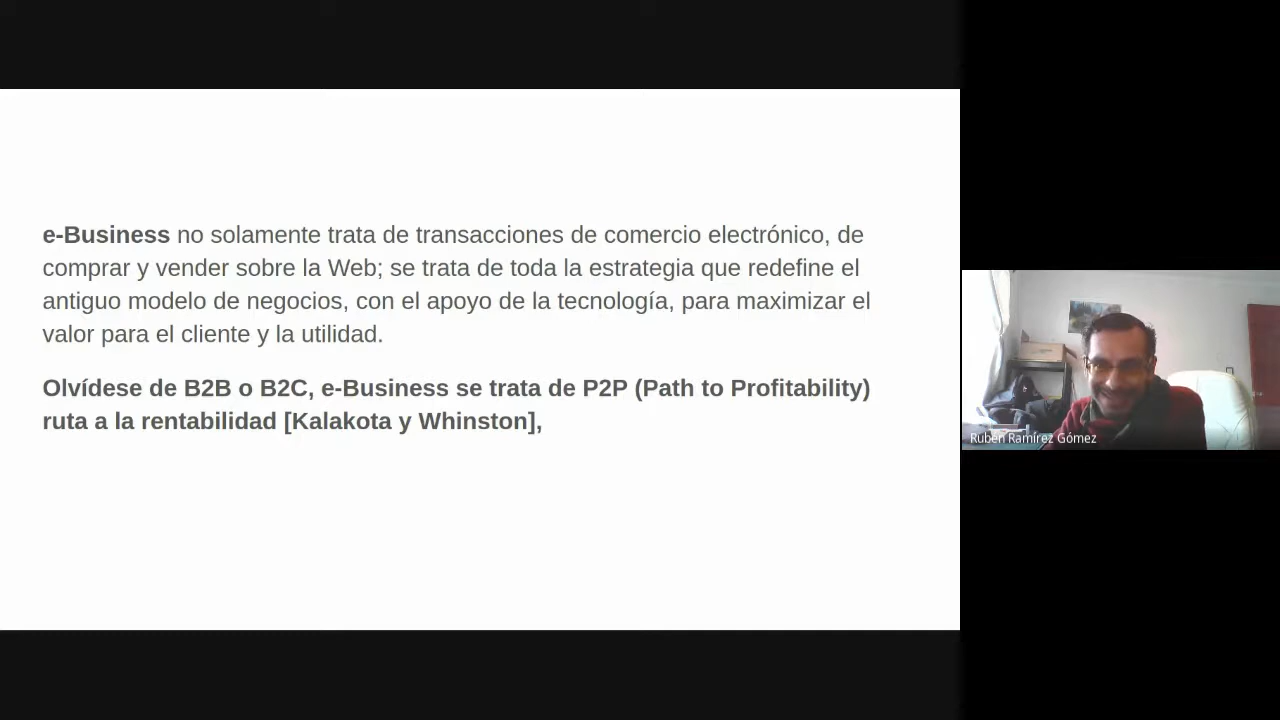 e-Business no solamente trata de transacciones de comercio electrónico, de
comprar y vender sobre la Web; se trata de toda la estrategia que redefine el
antiguo modelo de negocios, con el apoyo de la tecnología, para maximizar el
valor para el cliente y la utilidad.
Olvídese de B2B o B2C, e-Business se trata de P2P (Path to Profitability)
ruta a la rentabilidad [Kalakota y Whinston],
Rubén Ramírez Gómez